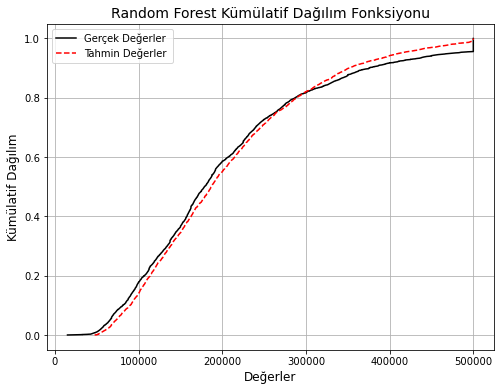 Random Forest Kümülatif Dağılım Fonksiyonu
Gerçek Değerler
Tahmin Değerler
Kümülatif Dağılım
1.0
0.8
0.6
0.4
0.2
0.0
0
100000
200000
300000
400000
500000
Değerler